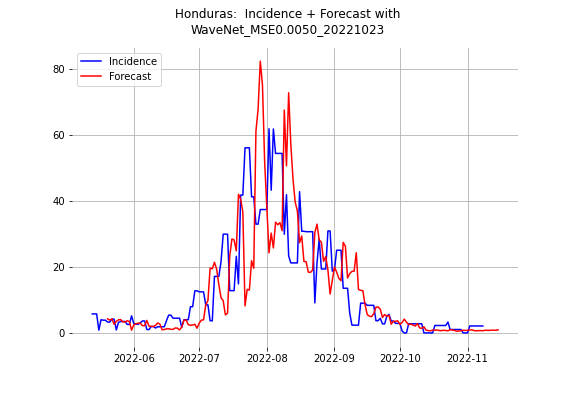 Honduras:  Incidence + Forecast with
WaveNet_MSE0.0050_20221023
Incidence
Forecast
80
60
40
20
0
2022-06
2022-07
2022-08
2022-09
2022-10
2022-11